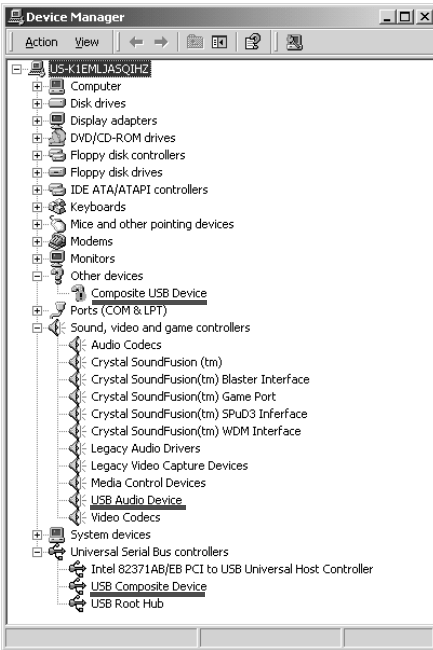 Device Manager
Action View
US-K1EMLJASQIHZ
Computer
Disk drives
Display adapters
DVD/CD-ROM drives
Floppy disk controllers
Floppy disk drives
IDE ATA/ATAPI controllers
Keyboards
Mice and other pointing devices
Modems
Monitors
Other devices
Composite USB Device
Ports (COM & LPT)
Sound, video and game controllers
Audio Codecs
Crystal SoundFusion (tm)
Crystal SoundFusion(tm) Blaster Interface
Crystal SoundFusion(tm) Game Port
Crystal SoundFusion(tm) SPuD3 Inferface
Crystal SoundFusion(tm) WDM Interface
Legacy Audio Drivers
Legacy Video Capture Devices
Media Control Devices
USB Audio Device
Video Codecs
System devices
Universal Serial Bus controllers
Intel 82371AB/EB PCI to USB Universal Host Controller
USB Composite Device
USB Root Hub